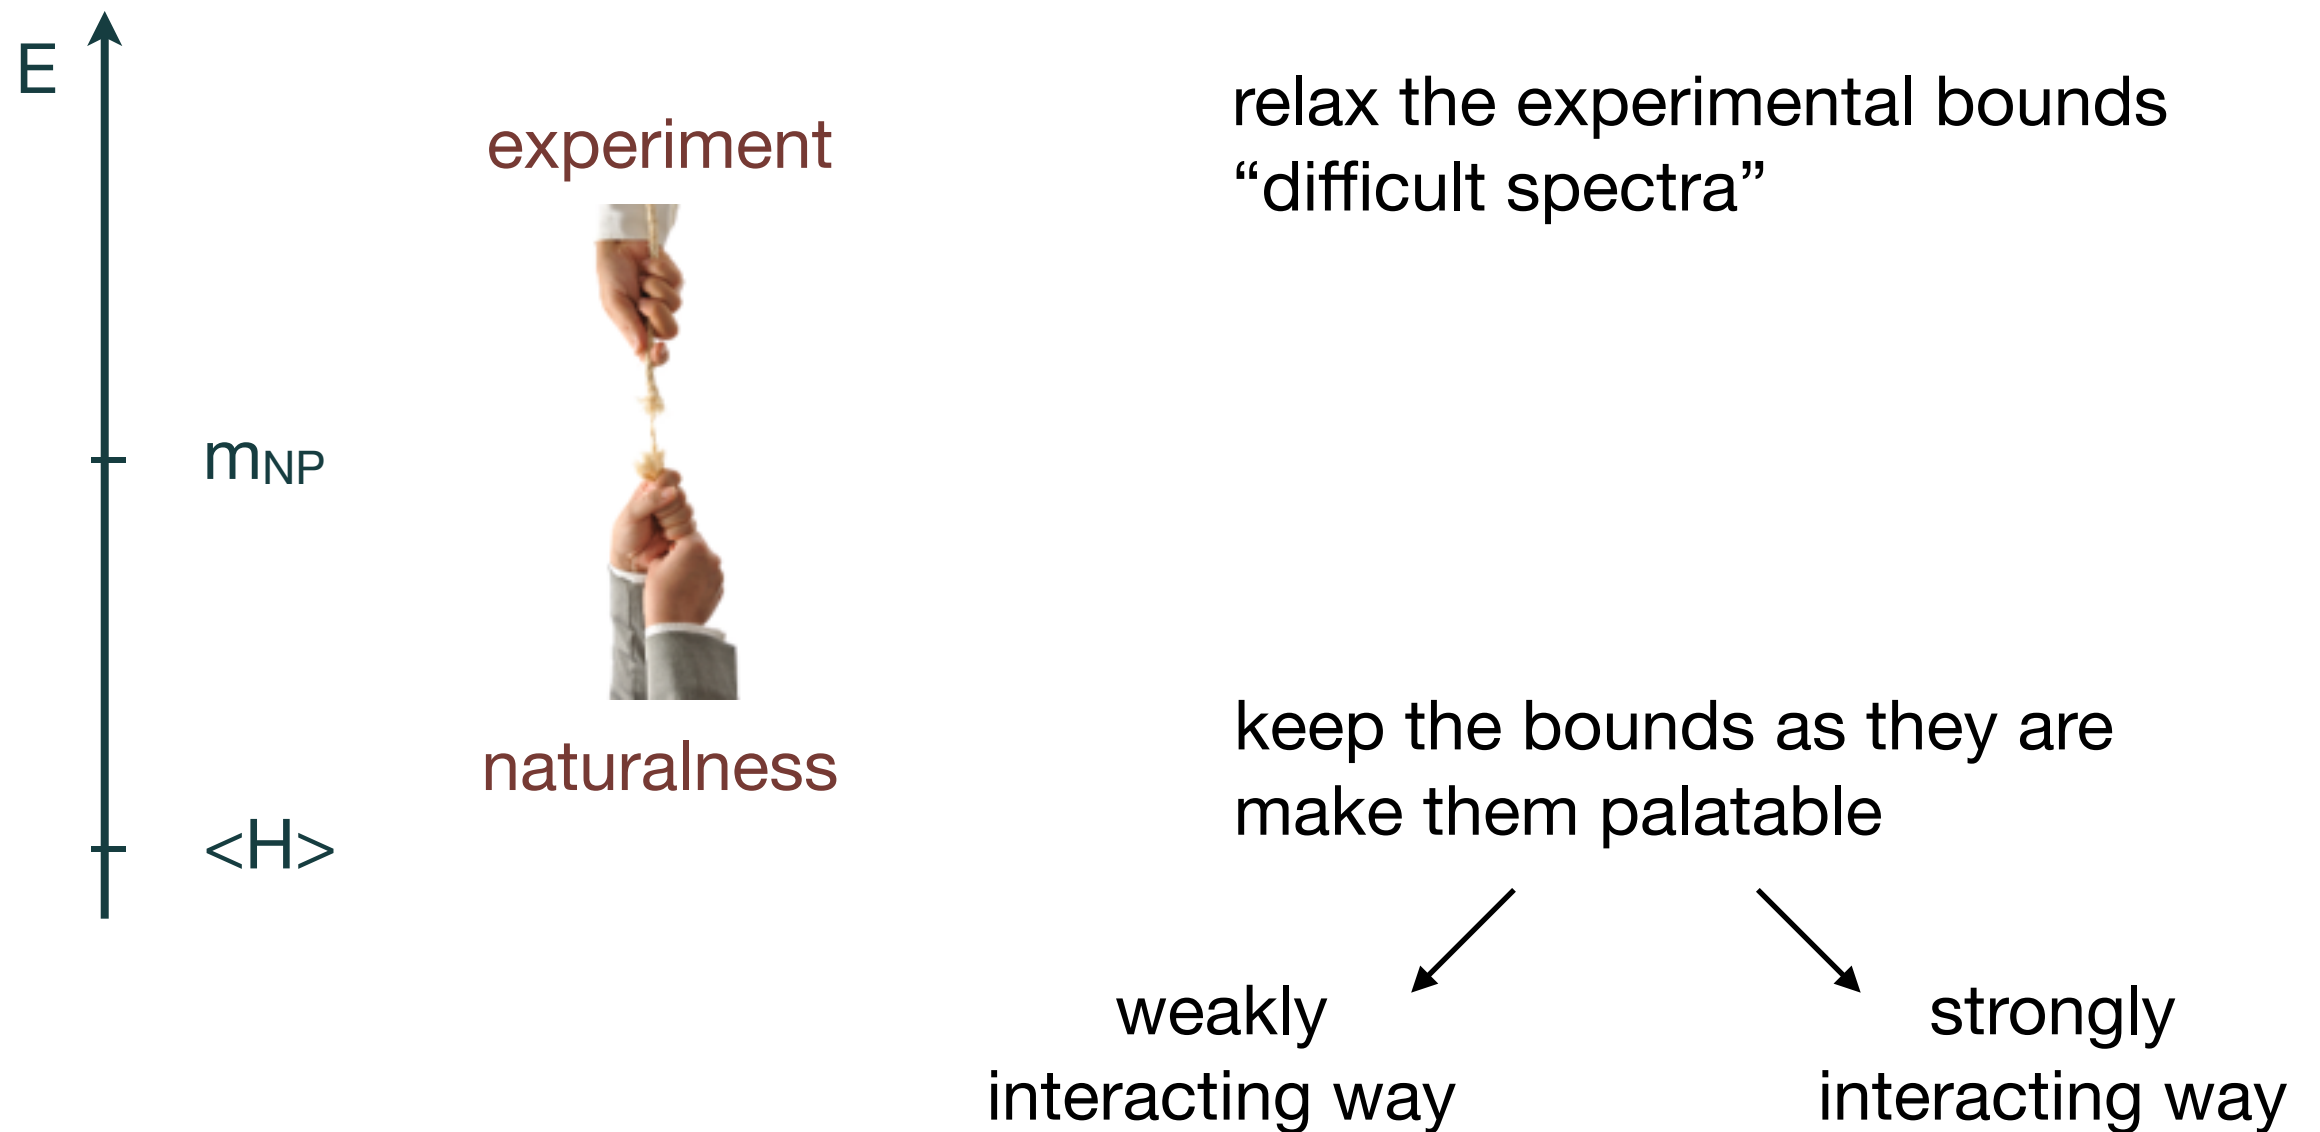 E
experiment
relax the experimental bounds
“difficult spectra”
mNP
naturalness
<H>
keep the bounds as they are
make them palatable
weakly
interacting way
strongly
interacting way